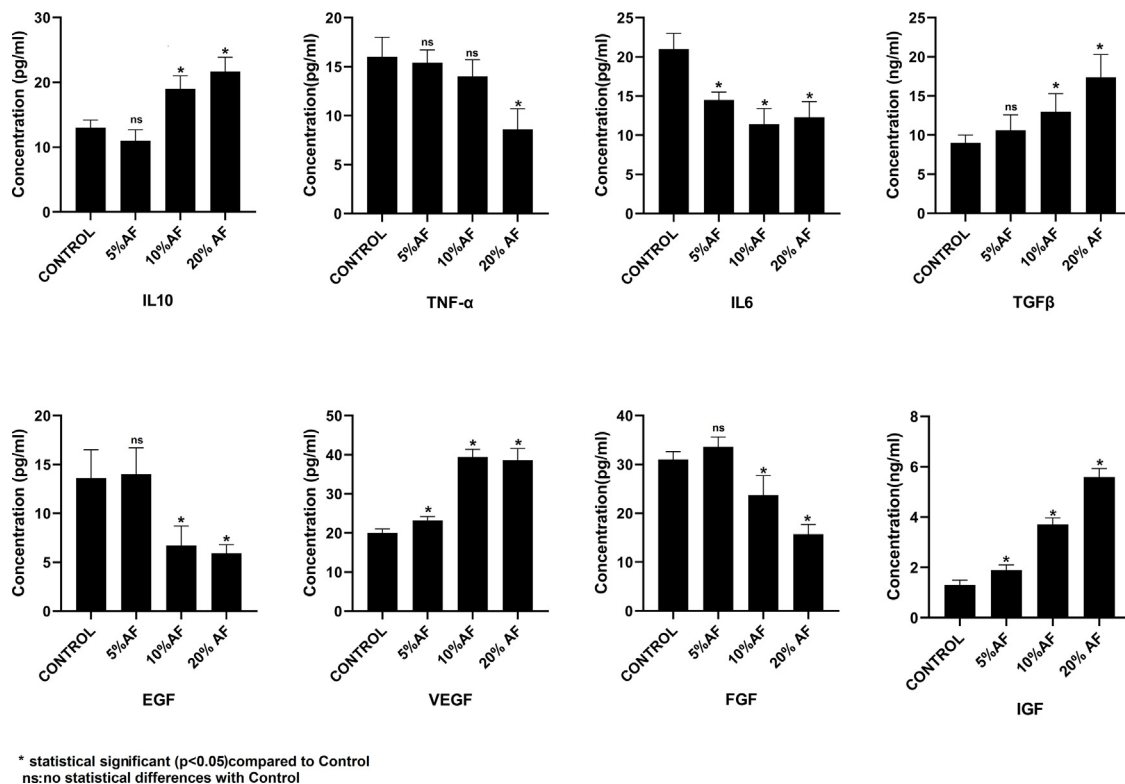 Concentration (pg/ml)
30
20
10
0
*
*
ns
CONTROL
5%AF
10%AF
20% AF
IL10
Concentration(pg/ml)
20
15
10
5
0
ns
ns
*
CONTROL
5%AF
10%AF
20% AF
TNF-α
Concentration(pg/ml)
25
20
15
10
5
0
*
*
*
CONTROL
5%AF
10%AF
20% AF
IL6
Concentration (ng/ml)
25
20
15
10
5
0
ns
*
*
CONTROL
5%AF
10%AF
20% AF
TGFβ
Concentration (pg/ml)
20
15
10
5
0
ns
*
*
CONTROL
5%AF
10%AF
20% AF
EGF
Concentration (pg/ml)
50
40
30
20
10
0
*
*
*
CONTROL
5%AF
10%AF
20% AF
VEGF
Concentration(pg/ml)
40
30
20
10
0
ns
*
*
CONTROL
5%AF
10%AF
20% AF
FGF
Concentration(ng/ml)
8
6
4
2
0
*
*
*
CONTROL
5%AF
10%AF
20% AF
IGF
* statistical significant (p<0.05)compared to Control
ns:no statistical differences with Control